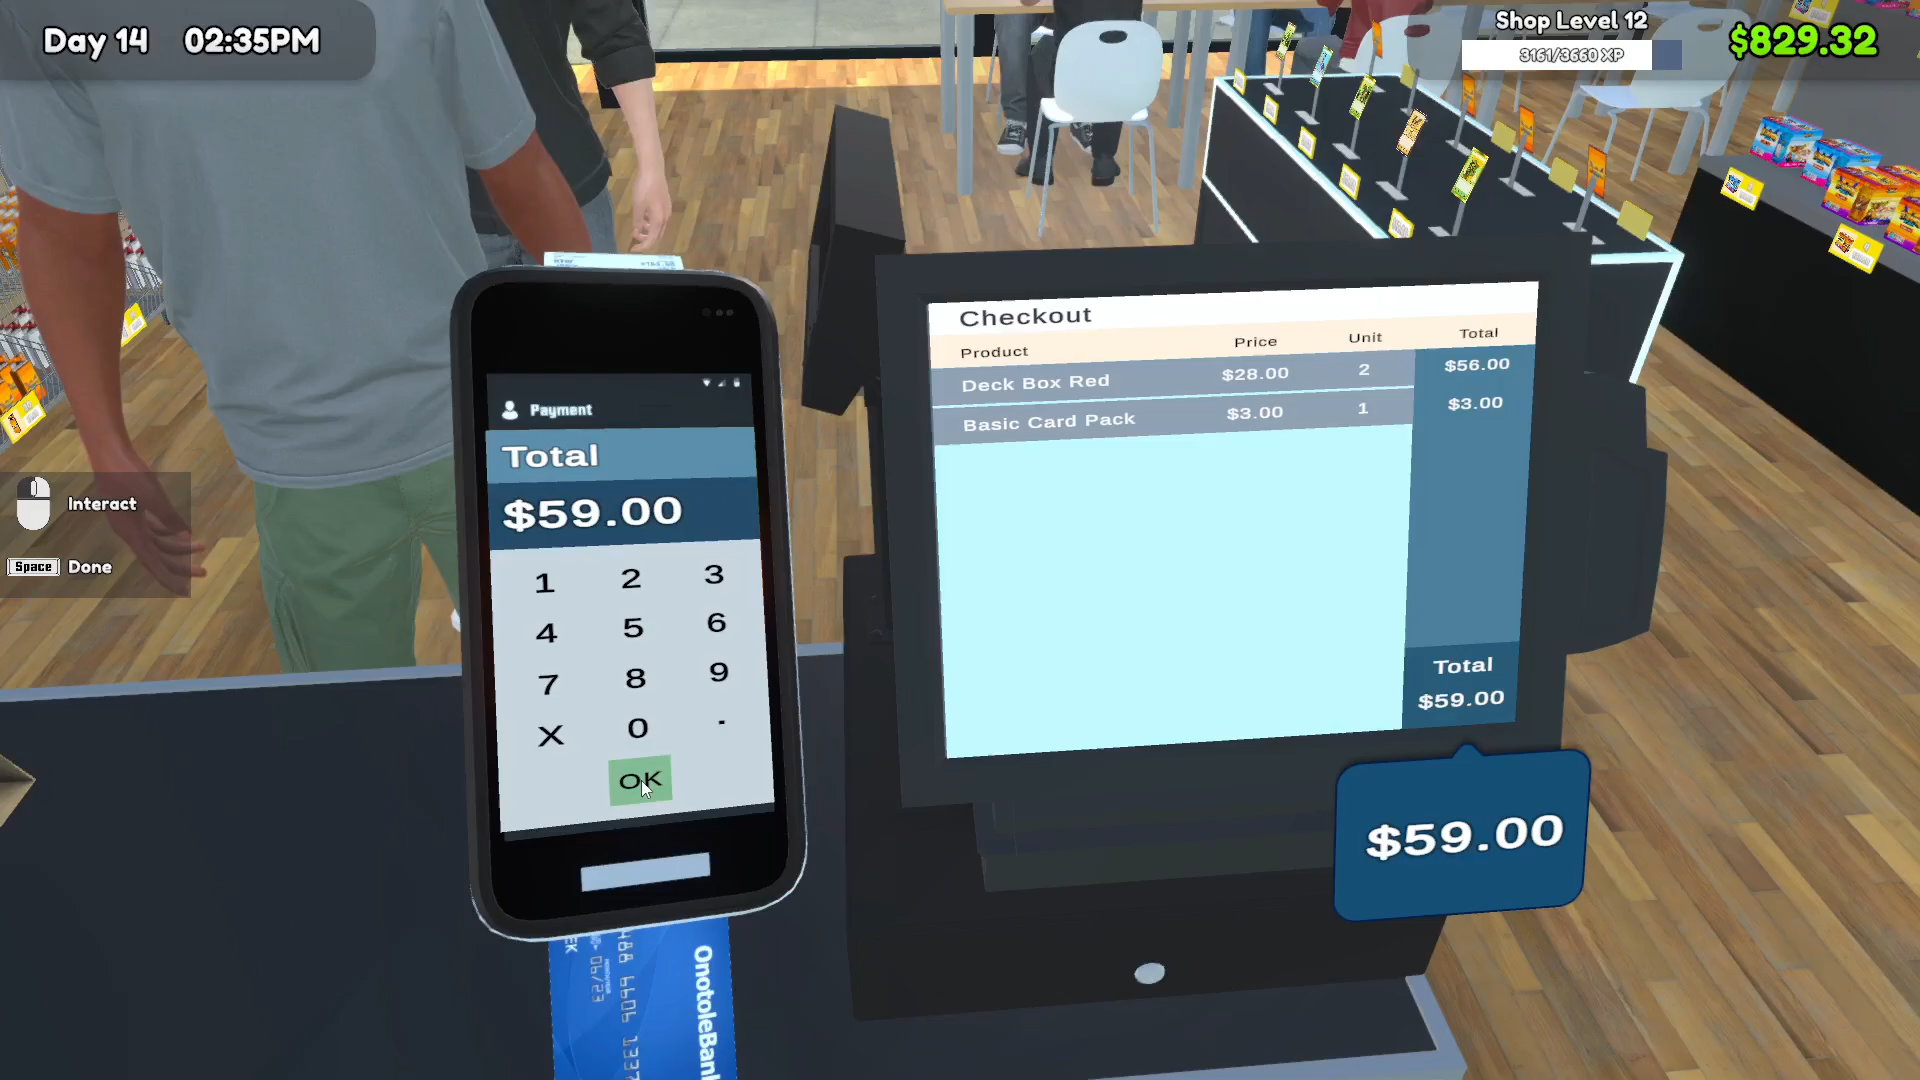 Day 14 02:35PM
Shop Level 12
3161/3660 XP
$829.32
Interact
Space Done
Payment
Total
$59.00
1 2 3
4 5 6
7 8 9
X 0 .
OK
Checkout
Product Price Unit Total
Deck Box Red $28.00 2 $56.00
Basic Card Pack $3.00 1 $3.00
Total
$59.00
$59.00
OnotoleBank
06/23